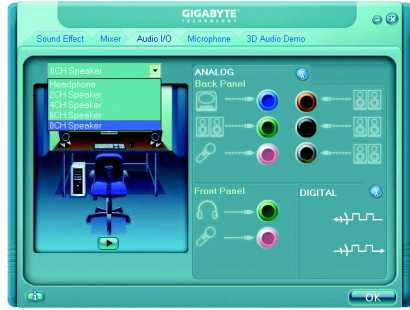 GIGABYTE
TECHNOLOGY
Sound Effect
Mixer
Audio I/O
Microphone
3D Audio Demo
8CH Speaker
Headphone
2CH Speaker
4CH Speaker
6CH Speaker
8CH Speaker
ANALOG
Back Panel
Front Panel
DIGITAL
OK